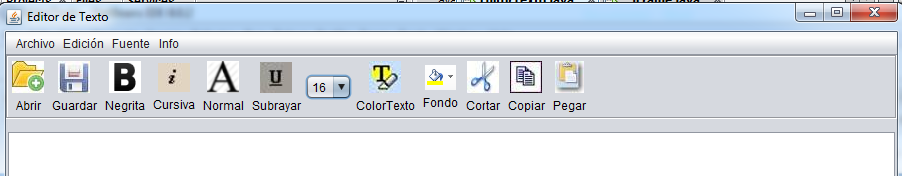 Editor de Texto
Archivo Edición Fuente Info
Abrir Guardar Negrita Cursiva Normal Subrayar 16 ColorTexto Fondo Cortar Copiar Pegar